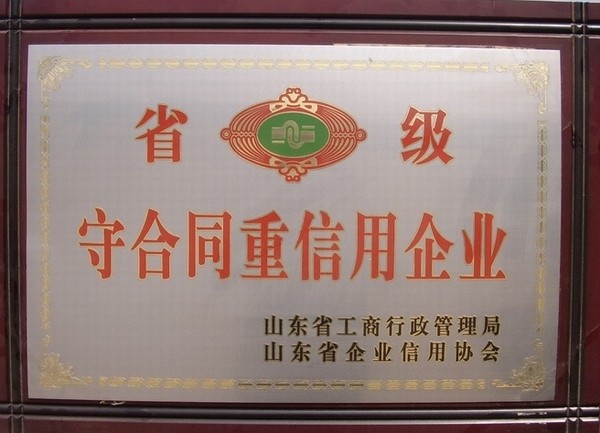 省 级
守合同重信用企业
山东省工商行政管理局
山东省企业信用协会